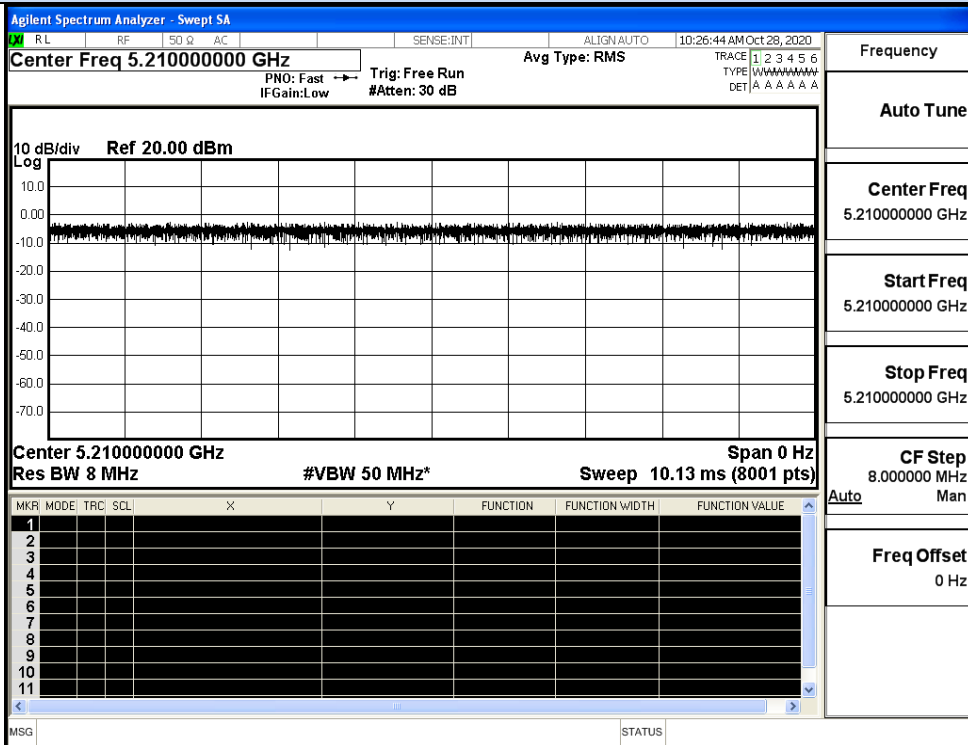 Agilent Spectrum Analyzer - Swept SA
LXI RL RF 50 Ω AC SENSE:INT ALIGN AUTO 10:26:44 AM Oct 28, 2020
Center Freq 5.210000000 GHz Avg Type: RMS TRACE 1 2 3 4 5 6
PNO: Fast Trig: Free Run TYPE WWWWWW
IFGain:Low #Atten: 30 dB DET A A A A A A
10 dB/div Ref 20.00 dBm
Log
10.0
0.00
-10.0
-20.0
-30.0
-40.0
-50.0
-60.0
-70.0
Center 5.210000000 GHz Span 0 Hz
Res BW 8 MHz #VBW 50 MHz* Sweep 10.13 ms (8001 pts)
MKR MODE TRC SCL X Y FUNCTION FUNCTION WIDTH FUNCTION VALUE
1
2
3
4
5
6
7
8
9
10
11
MSG STATUS
Frequency
Auto Tune
Center Freq
5.210000000 GHz
Start Freq
5.210000000 GHz
Stop Freq
5.210000000 GHz
CF Step
8.000000 MHz
Auto Man
Freq Offset
0 Hz